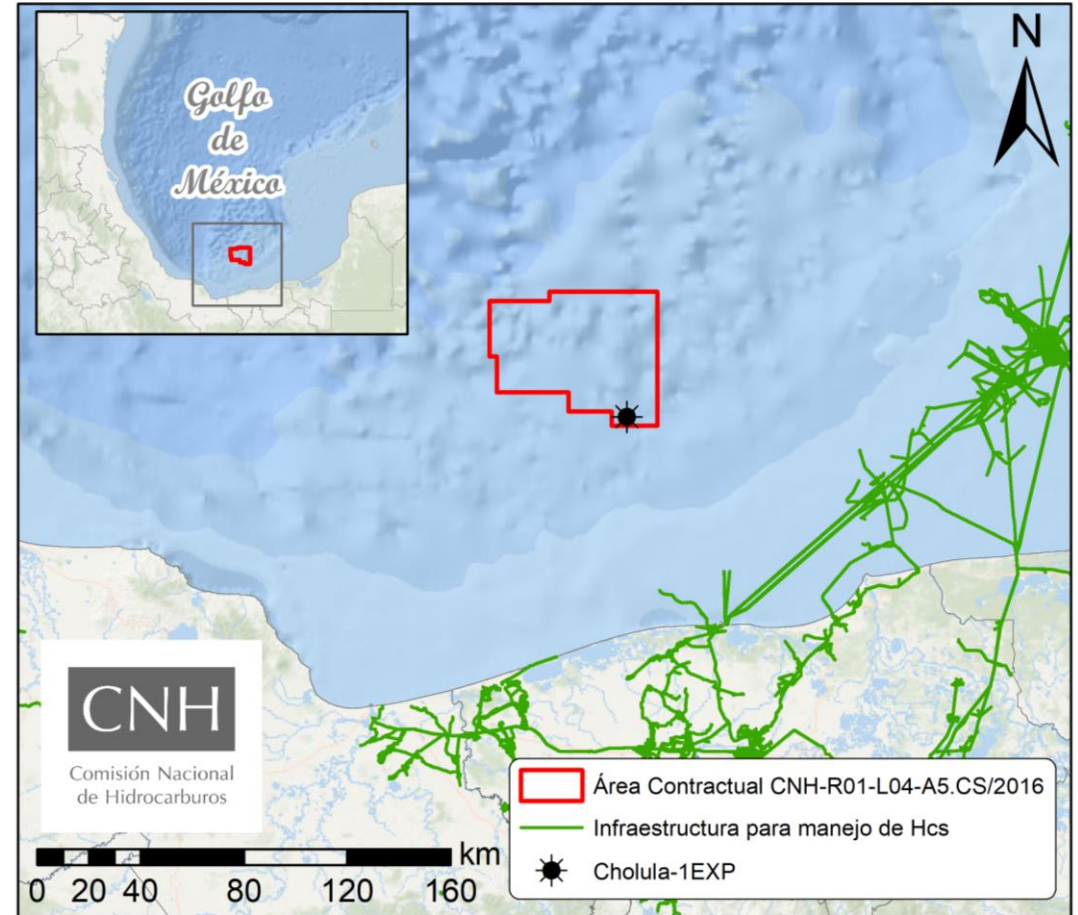 Golfo
de
México
N
CNH
Comisión Nacional
de Hidrocarburos
Área Contractual CNH-R01-L04-A5.CS/2016
Infraestructura para manejo de Hcs
Cholula-1EXP
km
0 20 40 80 120 160